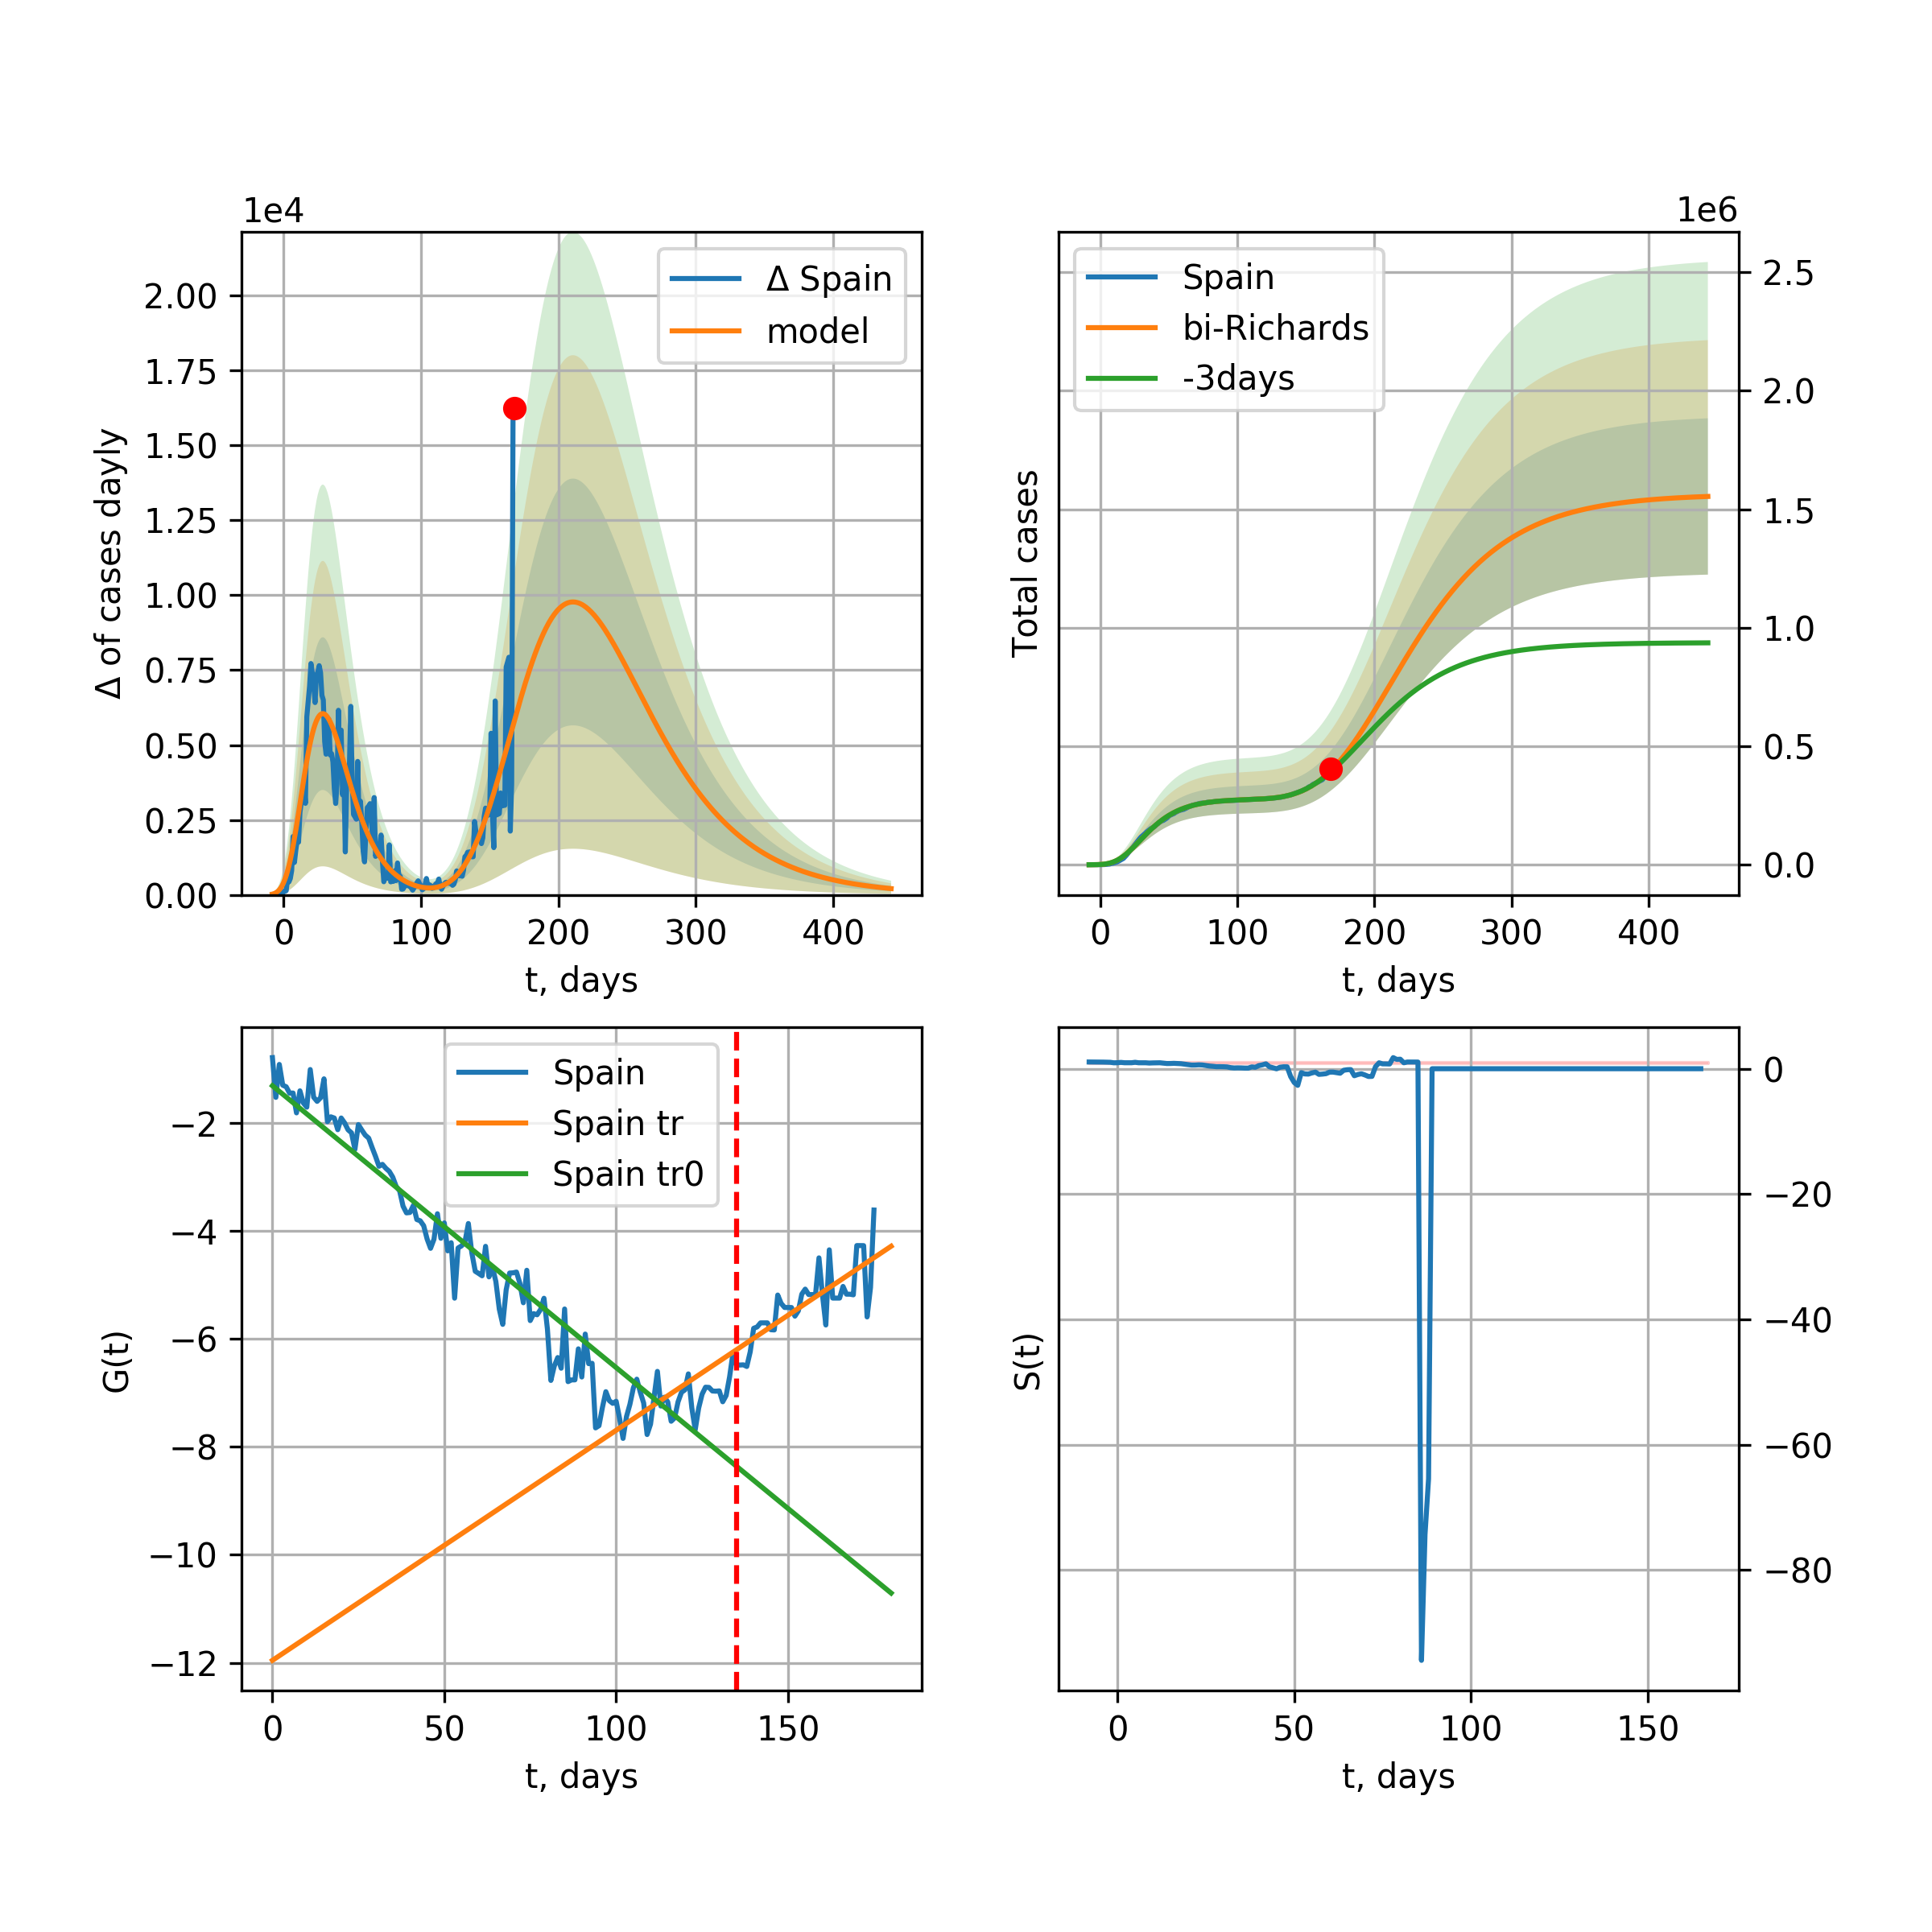 1e4
2.00
1.75
1.50
1.25
1.00
0.75
0.50
0.25
0.00
Δ of cases dayly
0 100 200 300 400
t, days
Δ Spain
model
1e6
2.5
2.0
1.5
1.0
0.5
0.0
Total cases
0 100 200 300 400
t, days
Spain
bi-Richards
-3days
−2
−4
−6
−8
−10
−12
G(t)
0 50 100 150
t, days
Spain
Spain tr
Spain tr0
0
−20
−40
−60
−80
S(t)
0 50 100 150
t, days